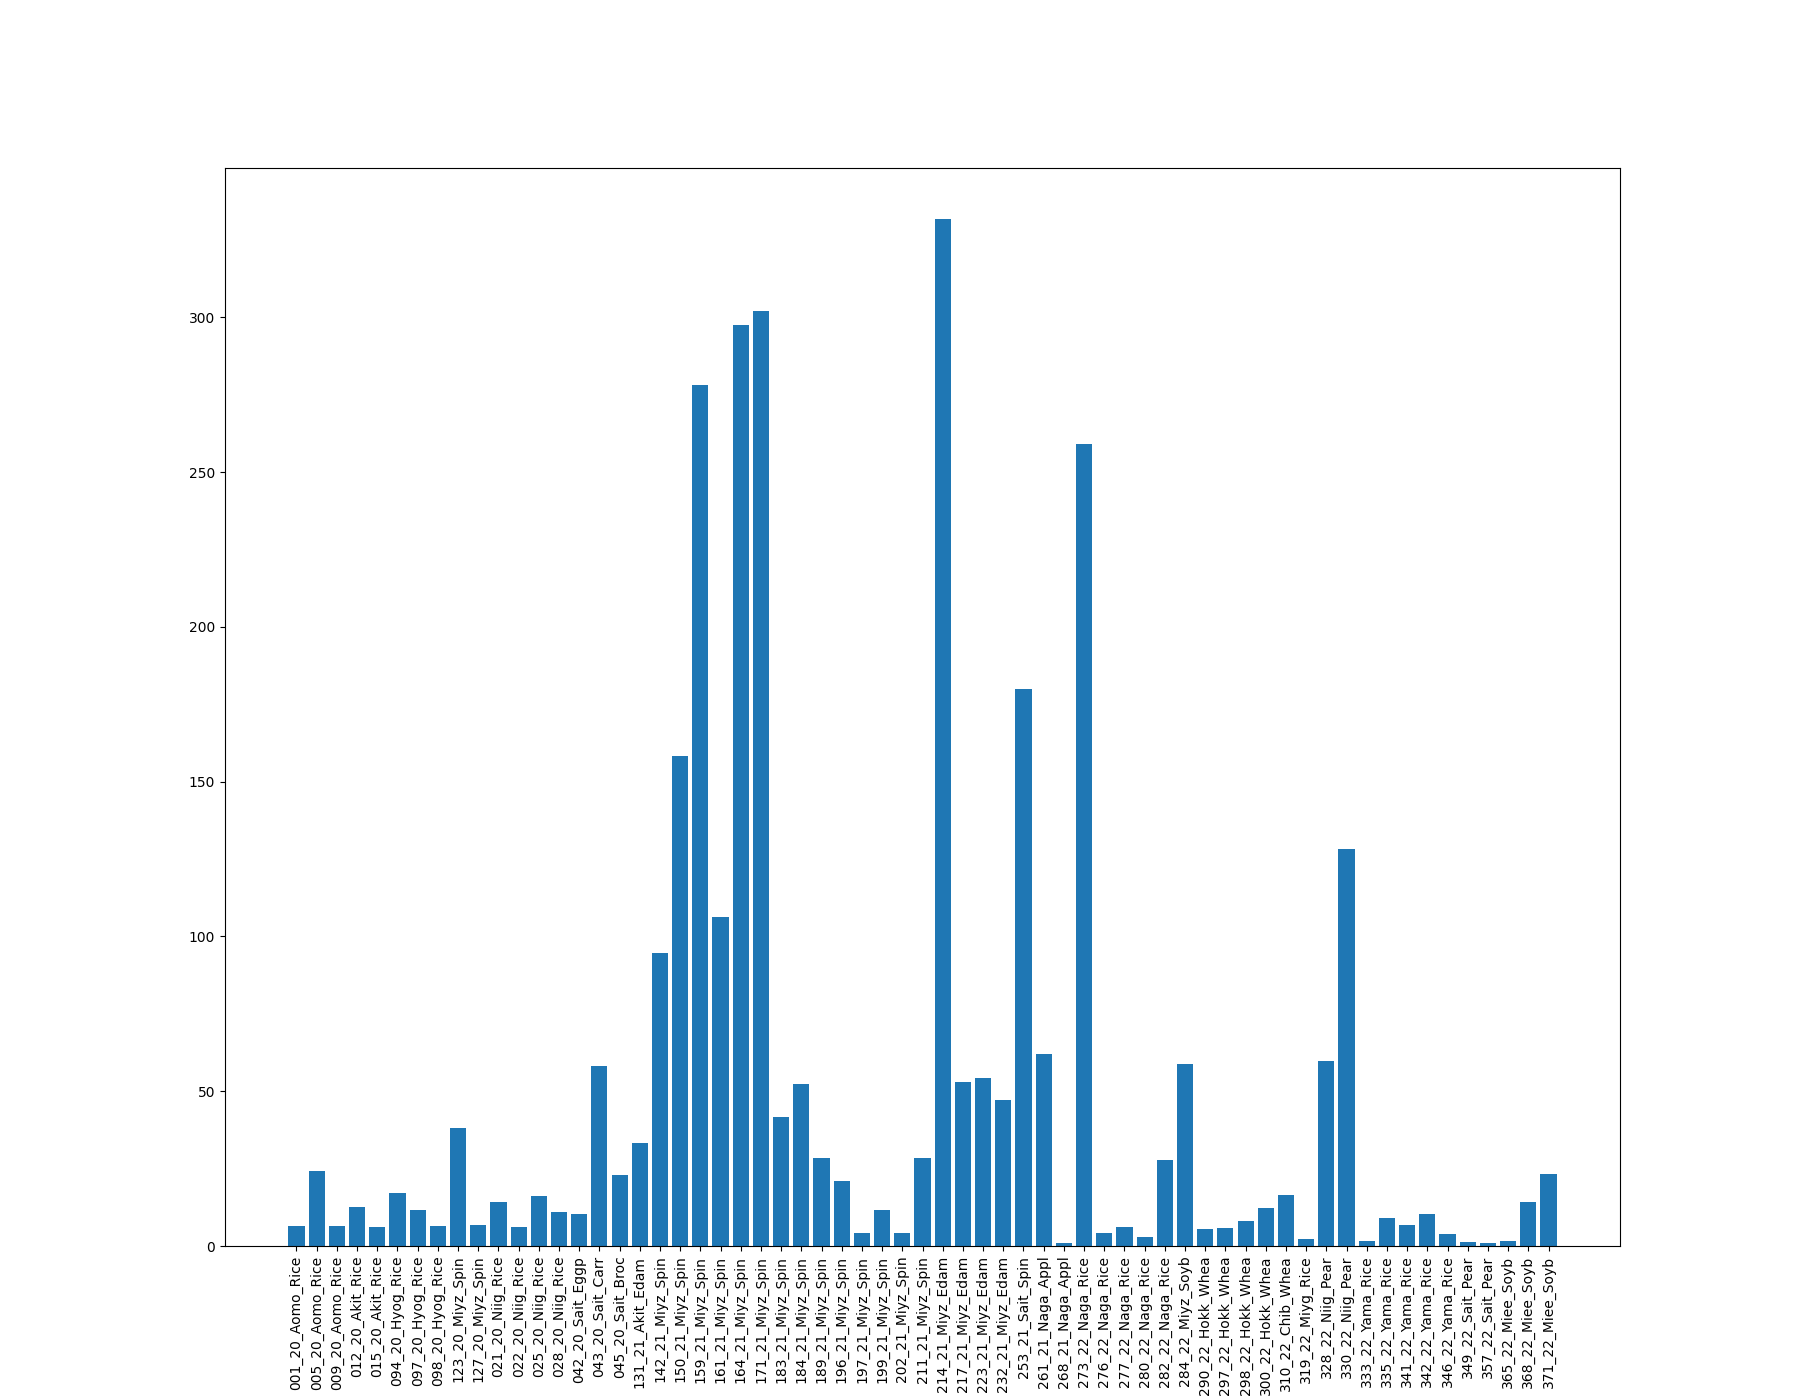 300
250
200
150
100
50
0
001_20_Aomo_Rice
005_20_Aomo_Rice
009_20_Aomo_Rice
012_20_Akit_Rice
015_20_Akit_Rice
094_20_Hyog_Rice
097_20_Hyog_Rice
098_20_Hyog_Rice
123_20_Miyz_Spin
127_20_Miyz_Spin
021_20_Niig_Rice
022_20_Niig_Rice
025_20_Niig_Rice
028_20_Niig_Rice
042_20_Sait_Eggp
043_20_Sait_Carr
045_20_Sait_Broc
131_21_Akit_Edam
142_21_Miyz_Spin
150_21_Miyz_Spin
159_21_Miyz_Spin
161_21_Miyz_Spin
164_21_Miyz_Spin
171_21_Miyz_Spin
183_21_Miyz_Spin
184_21_Miyz_Spin
189_21_Miyz_Spin
196_21_Miyz_Spin
197_21_Miyz_Spin
199_21_Miyz_Spin
202_21_Miyz_Spin
211_21_Miyz_Spin
214_21_Miyz_Edam
217_21_Miyz_Edam
223_21_Miyz_Edam
232_21_Miyz_Edam
253_21_Sait_Spin
261_21_Naga_Appl
268_21_Naga_Appl
273_22_Naga_Rice
276_22_Naga_Rice
277_22_Naga_Rice
280_22_Naga_Rice
282_22_Naga_Rice
284_22_Miyz_Soyb
290_22_Hokk_Whea
297_22_Hokk_Whea
298_22_Hokk_Whea
300_22_Hokk_Whea
310_22_Chib_Whea
319_22_Miyg_Rice
328_22_Niig_Pear
330_22_Niig_Pear
333_22_Yama_Rice
335_22_Yama_Rice
341_22_Yama_Rice
342_22_Yama_Rice
346_22_Yama_Rice
349_22_Sait_Pear
357_22_Sait_Pear
365_22_Miee_Soyb
368_22_Miee_Soyb
371_22_Miee_Soyb